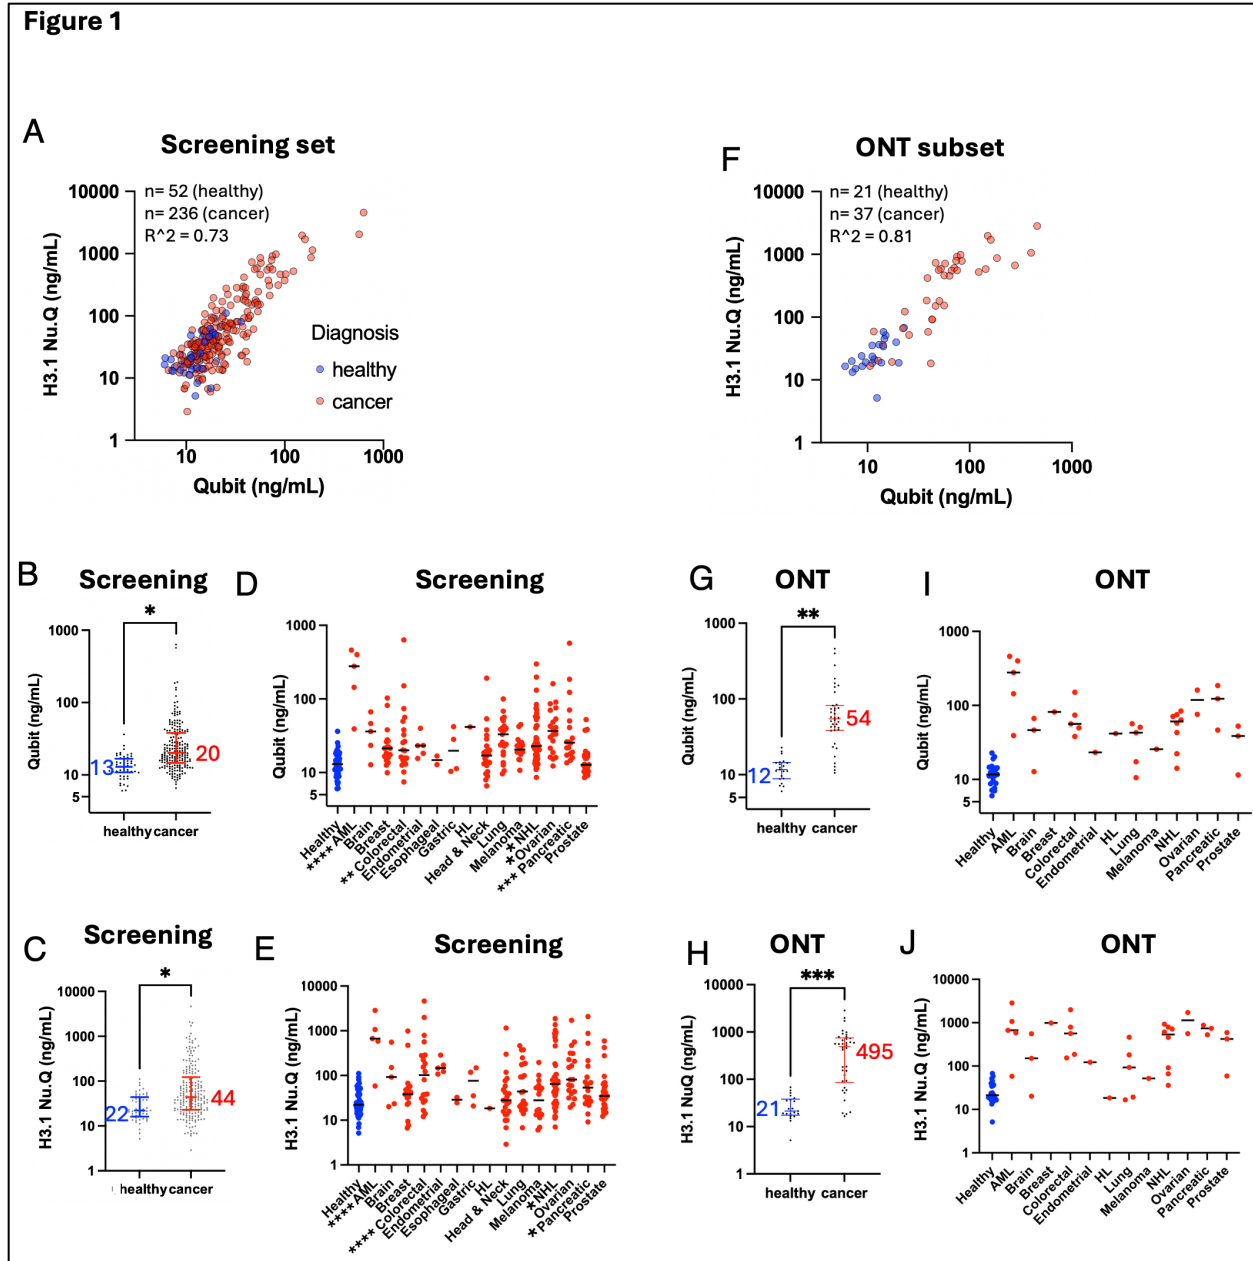 Figure 1
A
Screening set
n= 52 (healthy)
n= 236 (cancer)
R^2 = 0.73
10000
1000
100
10
1
H3.1 Nu.Q (ng/mL)
Diagnosis
healthy
cancer
10
100
1000
Qubit (ng/mL)
F
ONT subset
n= 21 (healthy)
n= 37 (cancer)
R^2 = 0.81
10000
1000
100
10
1
H3.1 Nu.Q (ng/mL)
10
100
1000
Qubit (ng/mL)
B
Screening
*
1000
100
10
5
Qubit (ng/mL)
13
20
healthy cancer
D
Screening
1000
100
10
5
Qubit (ng/mL)
Healthy
**** AML
Brain
Breast
** Colorectal
Endometrial
Esophageal
Gastric
HL
Head & Neck
Lung
Melanoma
* NHL
* Ovarian
*** Pancreatic
Prostate
G
ONT
**
1000
100
10
5
Qubit (ng/mL)
12
54
healthy cancer
I
ONT
1000
100
10
5
Qubit (ng/mL)
Healthy
AML
Brain
Breast
Colorectal
Endometrial
HL
Lung
Melanoma
NHL
Ovarian
Pancreatic
Prostate
C
Screening
*
10000
1000
100
10
1
H3.1 Nu.Q (ng/mL)
22
44
healthy cancer
E
Screening
10000
1000
100
10
1
H3.1 Nu.Q (ng/mL)
Healthy
**** AML
Brain
Breast
**** Colorectal
Endometrial
Esophageal
Gastric
HL
Head & Neck
Lung
Melanoma
* NHL
Ovarian
* Pancreatic
Prostate
H
ONT
***
10000
1000
100
10
1
H3.1 NuQ (ng/mL)
21
495
healthy cancer
J
ONT
10000
1000
100
10
1
H3.1 Nu.Q (ng/mL)
Healthy
AML
Brain
Breast
Colorectal
Endometrial
HL
Lung
Melanoma
NHL
Ovarian
Pancreatic
Prostate